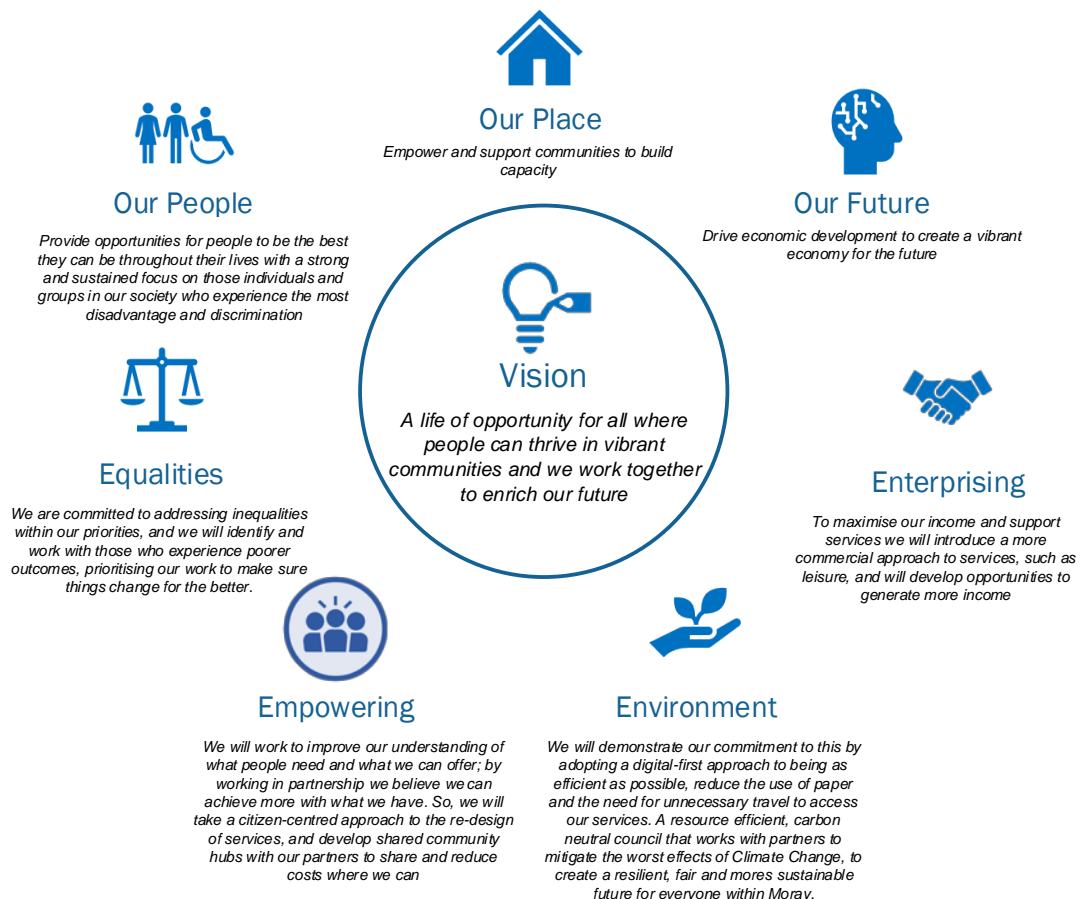 Our Place
Empower and support communities to build
capacity
Our People
Provide opportunities for people to be the best
they can be throughout their lives with a strong
and sustained focus on those individuals and
groups in our society who experience the most
disadvantage and discrimination
Our Future
Drive economic development to create a vibrant
economy for the future
Vision
A life of opportunity for all where
people can thrive in vibrant
communities and we work together
to enrich our future
Equalities
We are committed to addressing inequalities
within our priorities, and we will identify and
work with those who experience poorer
outcomes, prioritising our work to make sure
things change for the better.
Enterprising
To maximise our income and support
services we will introduce a more
commercial approach to services, such as
leisure, and will develop opportunities to
generate more income
Empowering
We will work to improve our understanding of
what people need and what we can offer; by
working in partnership we believe we can
achieve more with what we have. So, we will
take a citizen-centred approach to the re-design
of services, and develop shared community
hubs with our partners to share and reduce
costs where we can
Environment
We will demonstrate our commitment to this by
adopting a digital-first approach to being as
efficient as possible, reduce the use of paper
and the need for unnecessary travel to access
our services. A resource efficient, carbon
neutral council that works with partners to
mitigate the worst effects of Climate Change, to
create a resilient, fair and mores sustainable
future for everyone within Moray.